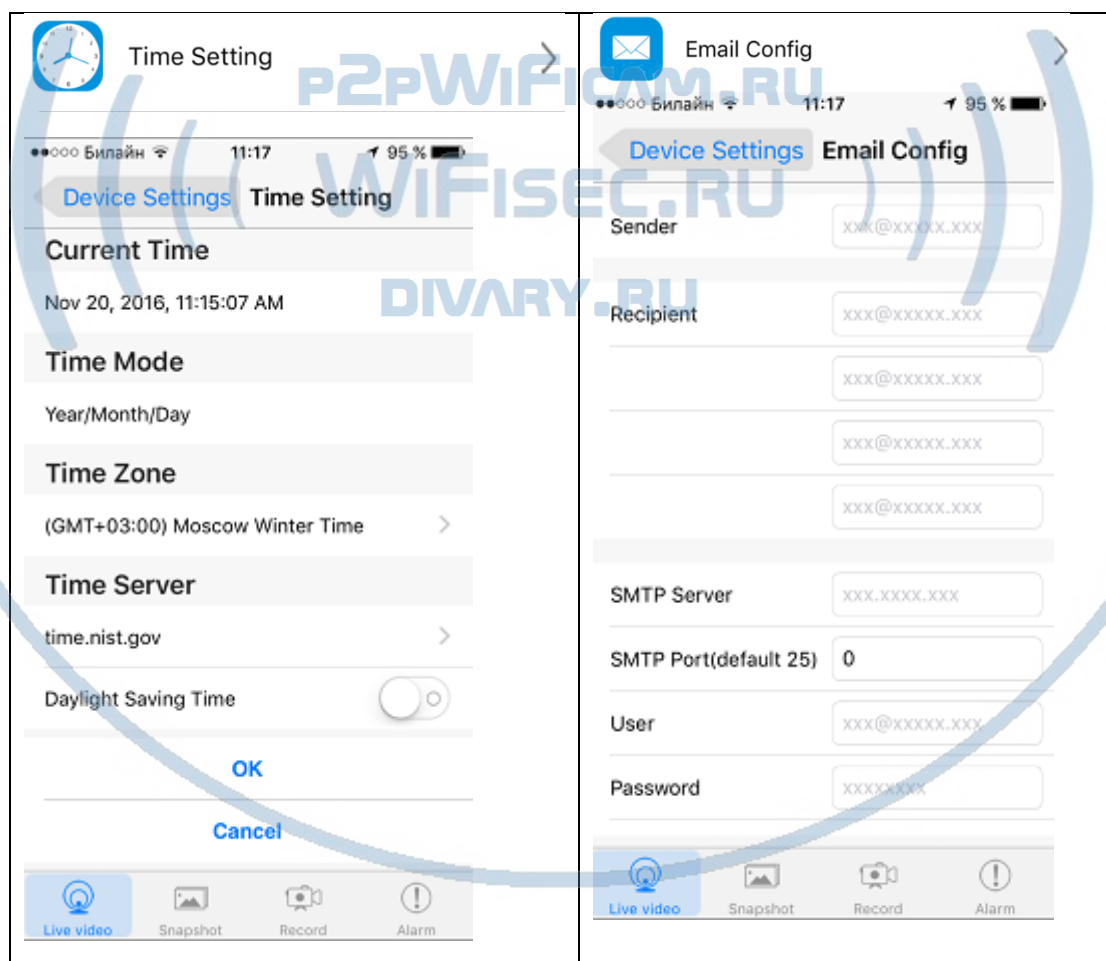 Time Setting
●●○○○ Билайн 11:17 95 %
Device Settings Time Setting
Current Time
Nov 20, 2016, 11:15:07 AM
Time Mode
Year/Month/Day
Time Zone
(GMT+03:00) Moscow Winter Time
Time Server
time.nist.gov
Daylight Saving Time
OK
Cancel
Live video Snapshot Record Alarm
Email Config
●●○○○ Билайн 11:17 95 %
Device Settings Email Config
Sender xxx@xxxxx.xxx
Recipient xxx@xxxxx.xxx
xxx@xxxxx.xxx
xxx@xxxxx.xxx
xxx@xxxxx.xxx
SMTP Server xxx.xxxx.xxx
SMTP Port(default 25) 0
User xxx@xxxxx.xxx
Password xxxxxxxx
Live video Snapshot Record Alarm
P2PWIFICAM.RU
WIFISEC.RU
DIVARY.RU